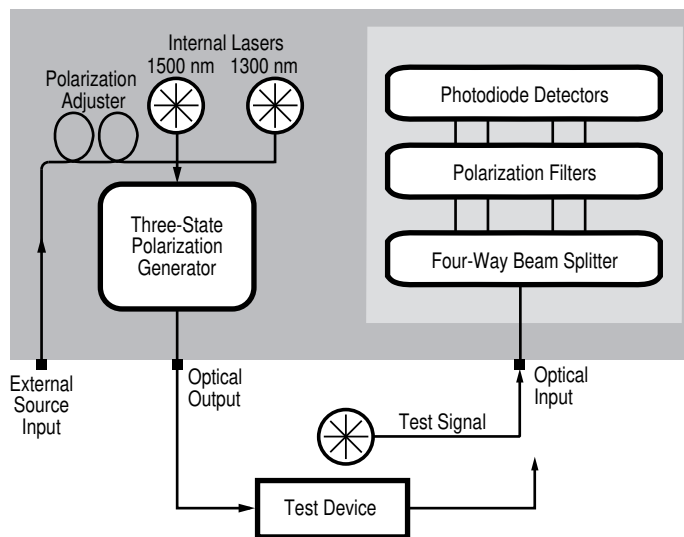 Internal Lasers
1500 nm 1300 nm
Polarization
Adjuster
Three-State
Polarization
Generator
Photodiode Detectors
Polarization Filters
Four-Way Beam Splitter
External
Source
Input
Optical
Output
Optical
Input
Test Signal
Test Device